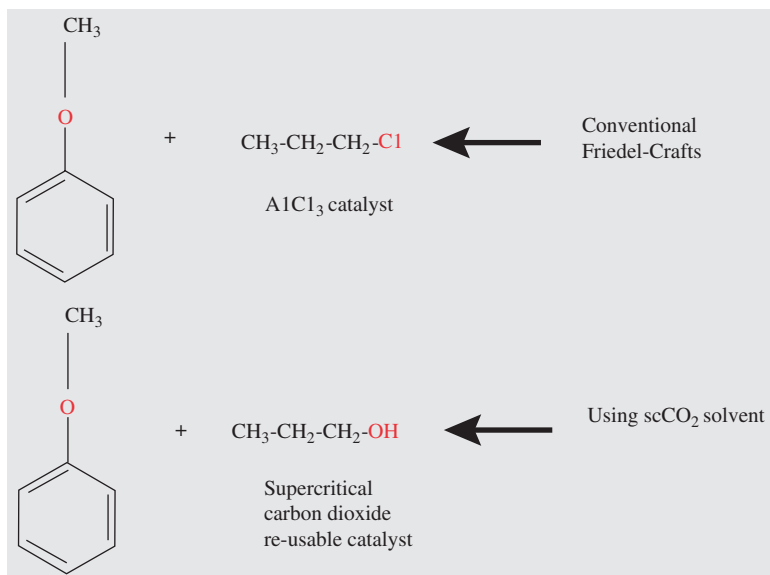 CH₃
O
+
CH₃-CH₂-CH₂-C1
Conventional
Friedel-Crafts
A1C1₃ catalyst
CH₃
O
+
CH₃-CH₂-CH₂-OH
Using scCO₂ solvent
Supercritical
carbon dioxide
re-usable catalyst